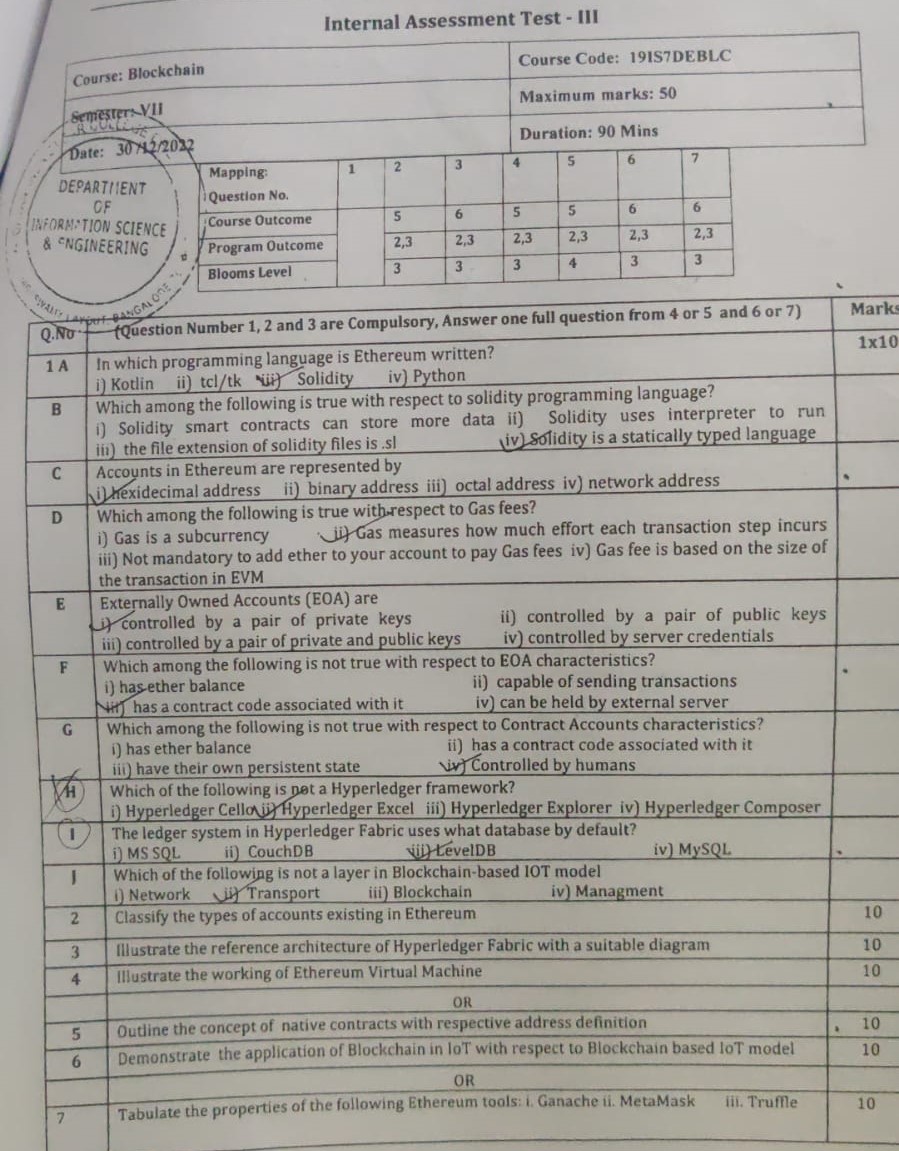 Internal Assessment Test - III
Course: Blockchain
Course Code: 19IS7DEBLC
Semester: VII
Maximum marks: 50
Date: 30/12/2022
Duration: 90 Mins
DEPARTMENT
OF
INFORMATION SCIENCE
& ENGINEERING
LAYOUT, BANGALORE
Mapping: 1 2 3 4 5 6 7
Question No.
Course Outcome 5 6 5 5 6 6
Program Outcome 2,3 2,3 2,3 2,3 2,3 2,3
Blooms Level 3 3 3 4 3 3
Q.No (Question Number 1, 2 and 3 are Compulsory, Answer one full question from 4 or 5 and 6 or 7) Marks
1 A In which programming language is Ethereum written? 1x10
i) Kotlin ii) tcl/tk iii) Solidity iv) Python
B Which among the following is true with respect to solidity programming language?
i) Solidity smart contracts can store more data ii) Solidity uses interpreter to run
iii) the file extension of solidity files is .sl iv) Solidity is a statically typed language
C Accounts in Ethereum are represented by
i) hexidecimal address ii) binary address iii) octal address iv) network address
D Which among the following is true with respect to Gas fees?
i) Gas is a subcurrency ii) Gas measures how much effort each transaction step incurs
iii) Not mandatory to add ether to your account to pay Gas fees iv) Gas fee is based on the size of
the transaction in EVM
E Externally Owned Accounts (EOA) are
i) controlled by a pair of private keys ii) controlled by a pair of public keys
iii) controlled by a pair of private and public keys iv) controlled by server credentials
F Which among the following is not true with respect to EOA characteristics?
i) has ether balance ii) capable of sending transactions
iii) has a contract code associated with it iv) can be held by external server
G Which among the following is not true with respect to Contract Accounts characteristics?
i) has ether balance ii) has a contract code associated with it
iii) have their own persistent state iv) Controlled by humans
H Which of the following is not a Hyperledger framework?
i) Hyperledger Cello ii) Hyperledger Excel iii) Hyperledger Explorer iv) Hyperledger Composer
I The ledger system in Hyperledger Fabric uses what database by default?
i) MS SQL ii) CouchDB iii) LevelDB iv) MySQL
J Which of the following is not a layer in Blockchain-based IOT model
i) Network ii) Transport iii) Blockchain iv) Managment
2 Classify the types of accounts existing in Ethereum 10
3 Illustrate the reference architecture of Hyperledger Fabric with a suitable diagram 10
4 Illustrate the working of Ethereum Virtual Machine 10
OR
5 Outline the concept of native contracts with respective address definition 10
6 Demonstrate the application of Blockchain in IoT with respect to Blockchain based IoT model 10
OR
7 Tabulate the properties of the following Ethereum tools: i. Ganache ii. MetaMask iii. Truffle 10